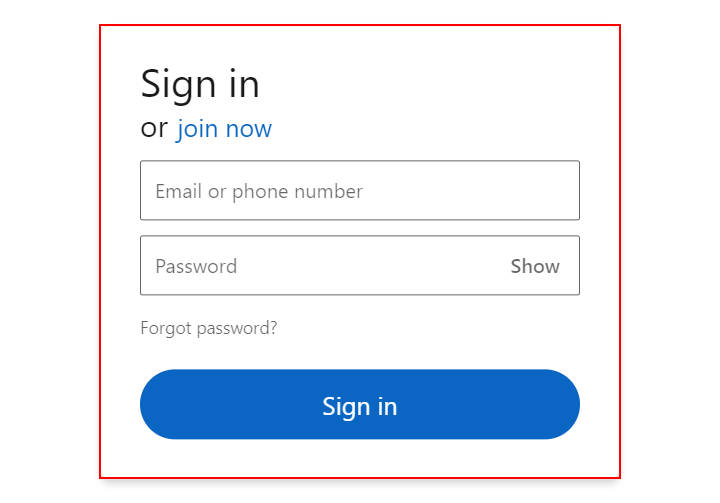 Sign in
or join now
Email or phone number
Password Show
Forgot password?
Sign in